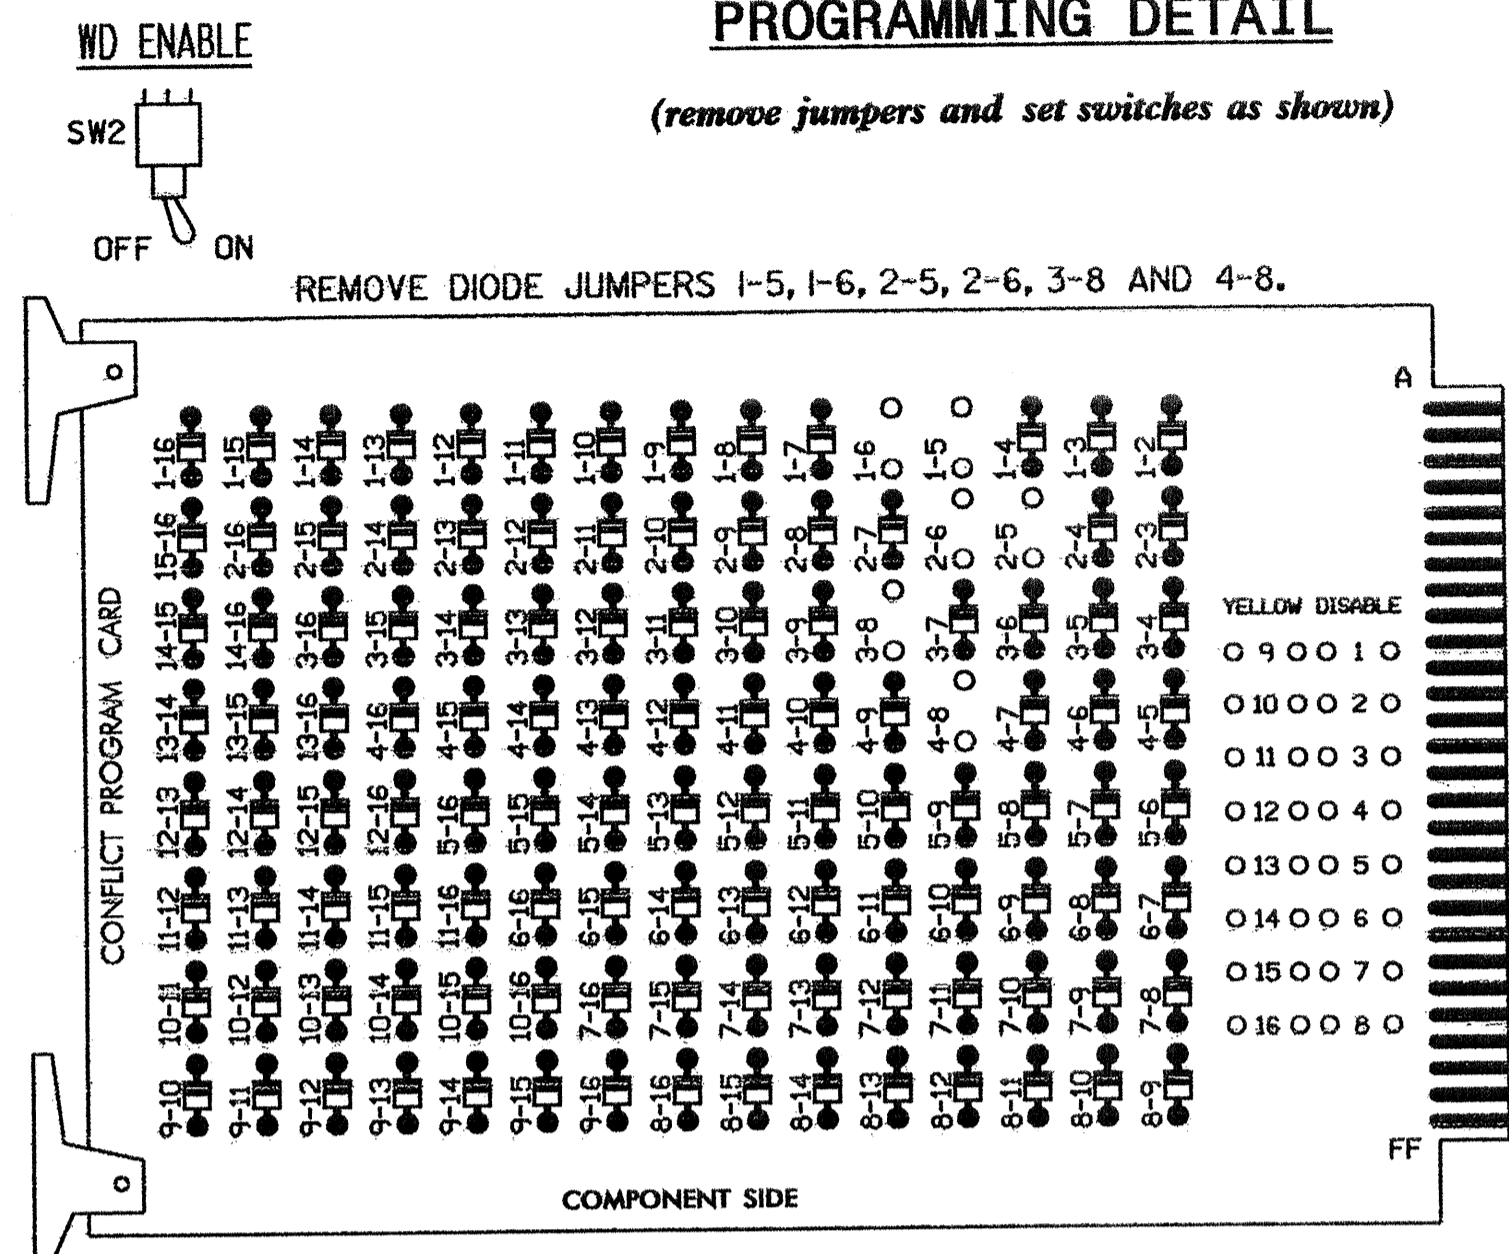 PROGRAMMING DETAIL
WD ENABLE
(remove jumpers and set switches as shown)
SW2
OFF ON
REMOVE DIODE JUMPERS 1-5, 1-6, 2-5, 2-6, 3-8 AND 4-8.
A
1-16 1-15 1-14 1-13 1-12 1-11 1-10 1-9 1-8 1-7 1-6 1-5 1-4 1-3 1-2
15-16 2-16 2-15 2-14 2-13 2-12 2-11 2-10 2-9 2-8 2-7 2-6 2-5 2-4 2-3
14-15 14-16 3-16 3-15 3-14 3-13 3-12 3-11 3-10 3-9 3-8 3-7 3-6 3-5 3-4
13-14 13-15 13-16 4-16 4-15 4-14 4-13 4-12 4-11 4-10 4-9 4-8 4-7 4-6 4-5
12-13 12-14 12-15 12-16 5-16 5-15 5-14 5-13 5-12 5-11 5-10 5-9 5-8 5-7 5-6
11-12 11-13 11-14 11-15 11-16 6-16 6-15 6-14 6-13 6-12 6-11 6-10 6-9 6-8 6-7
10-11 10-12 10-13 10-14 10-15 10-16 7-16 7-15 7-14 7-13 7-12 7-11 7-10 7-9 7-8
9-10 9-11 9-12 9-13 9-14 9-15 9-16 8-16 8-15 8-14 8-13 8-12 8-11 8-10 8-9
CONFLICT PROGRAM CARD
YELLOW DISABLE
9 1
10 2
11 3
12 4
13 5
14 6
15 7
16 8
FF
COMPONENT SIDE